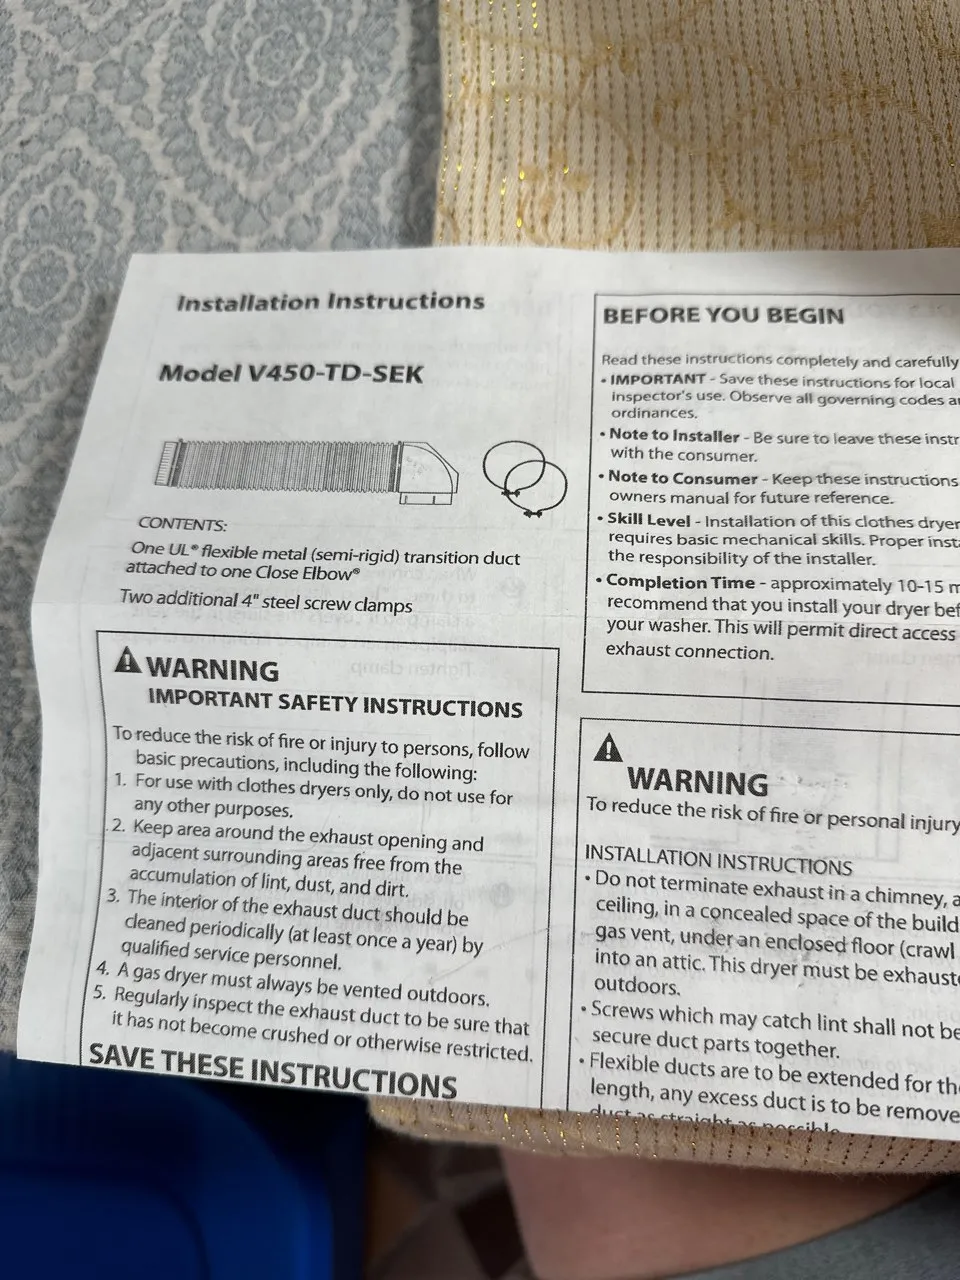 Installation Instructions
Model V450-TD-SEK
CONTENTS:
One UL® flexible metal (semi-rigid) transition duct
attached to one Close Elbow®
Two additional 4" steel screw clamps
WARNING
IMPORTANT SAFETY INSTRUCTIONS
To reduce the risk of fire or injury to persons, follow
basic precautions, including the following:
1. For use with clothes dryers only, do not use for
any other purposes.
2. Keep area around the exhaust opening and
adjacent surrounding areas free from the
accumulation of lint, dust, and dirt.
3. The interior of the exhaust duct should be
cleaned periodically (at least once a year) by
qualified service personnel.
4. A gas dryer must always be vented outdoors.
5. Regularly inspect the exhaust duct to be sure that
it has not become crushed or otherwise restricted.
SAVE THESE INSTRUCTIONS
BEFORE YOU BEGIN
Read these instructions completely and carefully
• IMPORTANT - Save these instructions for local
inspector's use. Observe all governing codes a
ordinances.
• Note to Installer - Be sure to leave these instr
with the consumer.
• Note to Consumer - Keep these instructions
owners manual for future reference.
• Skill Level - Installation of this clothes dryer
requires basic mechanical skills. Proper inst
the responsibility of the installer.
• Completion Time - approximately 10-15 m
recommend that you install your dryer bef
your washer. This will permit direct access
exhaust connection.
WARNING
To reduce the risk of fire or personal injury
INSTALLATION INSTRUCTIONS
• Do not terminate exhaust in a chimney, a
ceiling, in a concealed space of the build
gas vent, under an enclosed floor (crawl
into an attic. This dryer must be exhaust
outdoors.
• Screws which may catch lint shall not be
secure duct parts together.
• Flexible ducts are to be extended for th
length, any excess duct is to be remove
duct as straight as possible